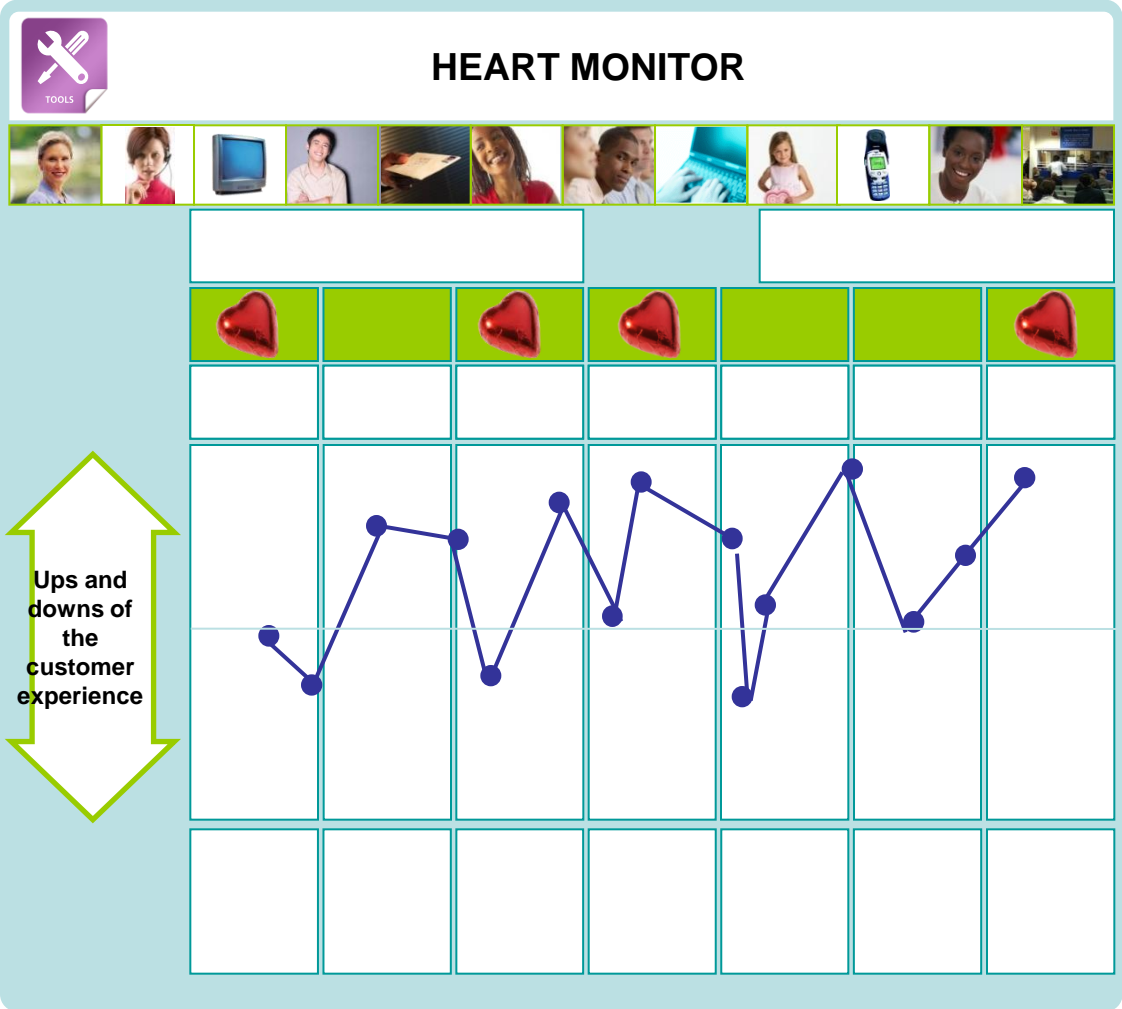 TOOLS
HEART MONITOR
Ups and
downs of
the
customer
experience